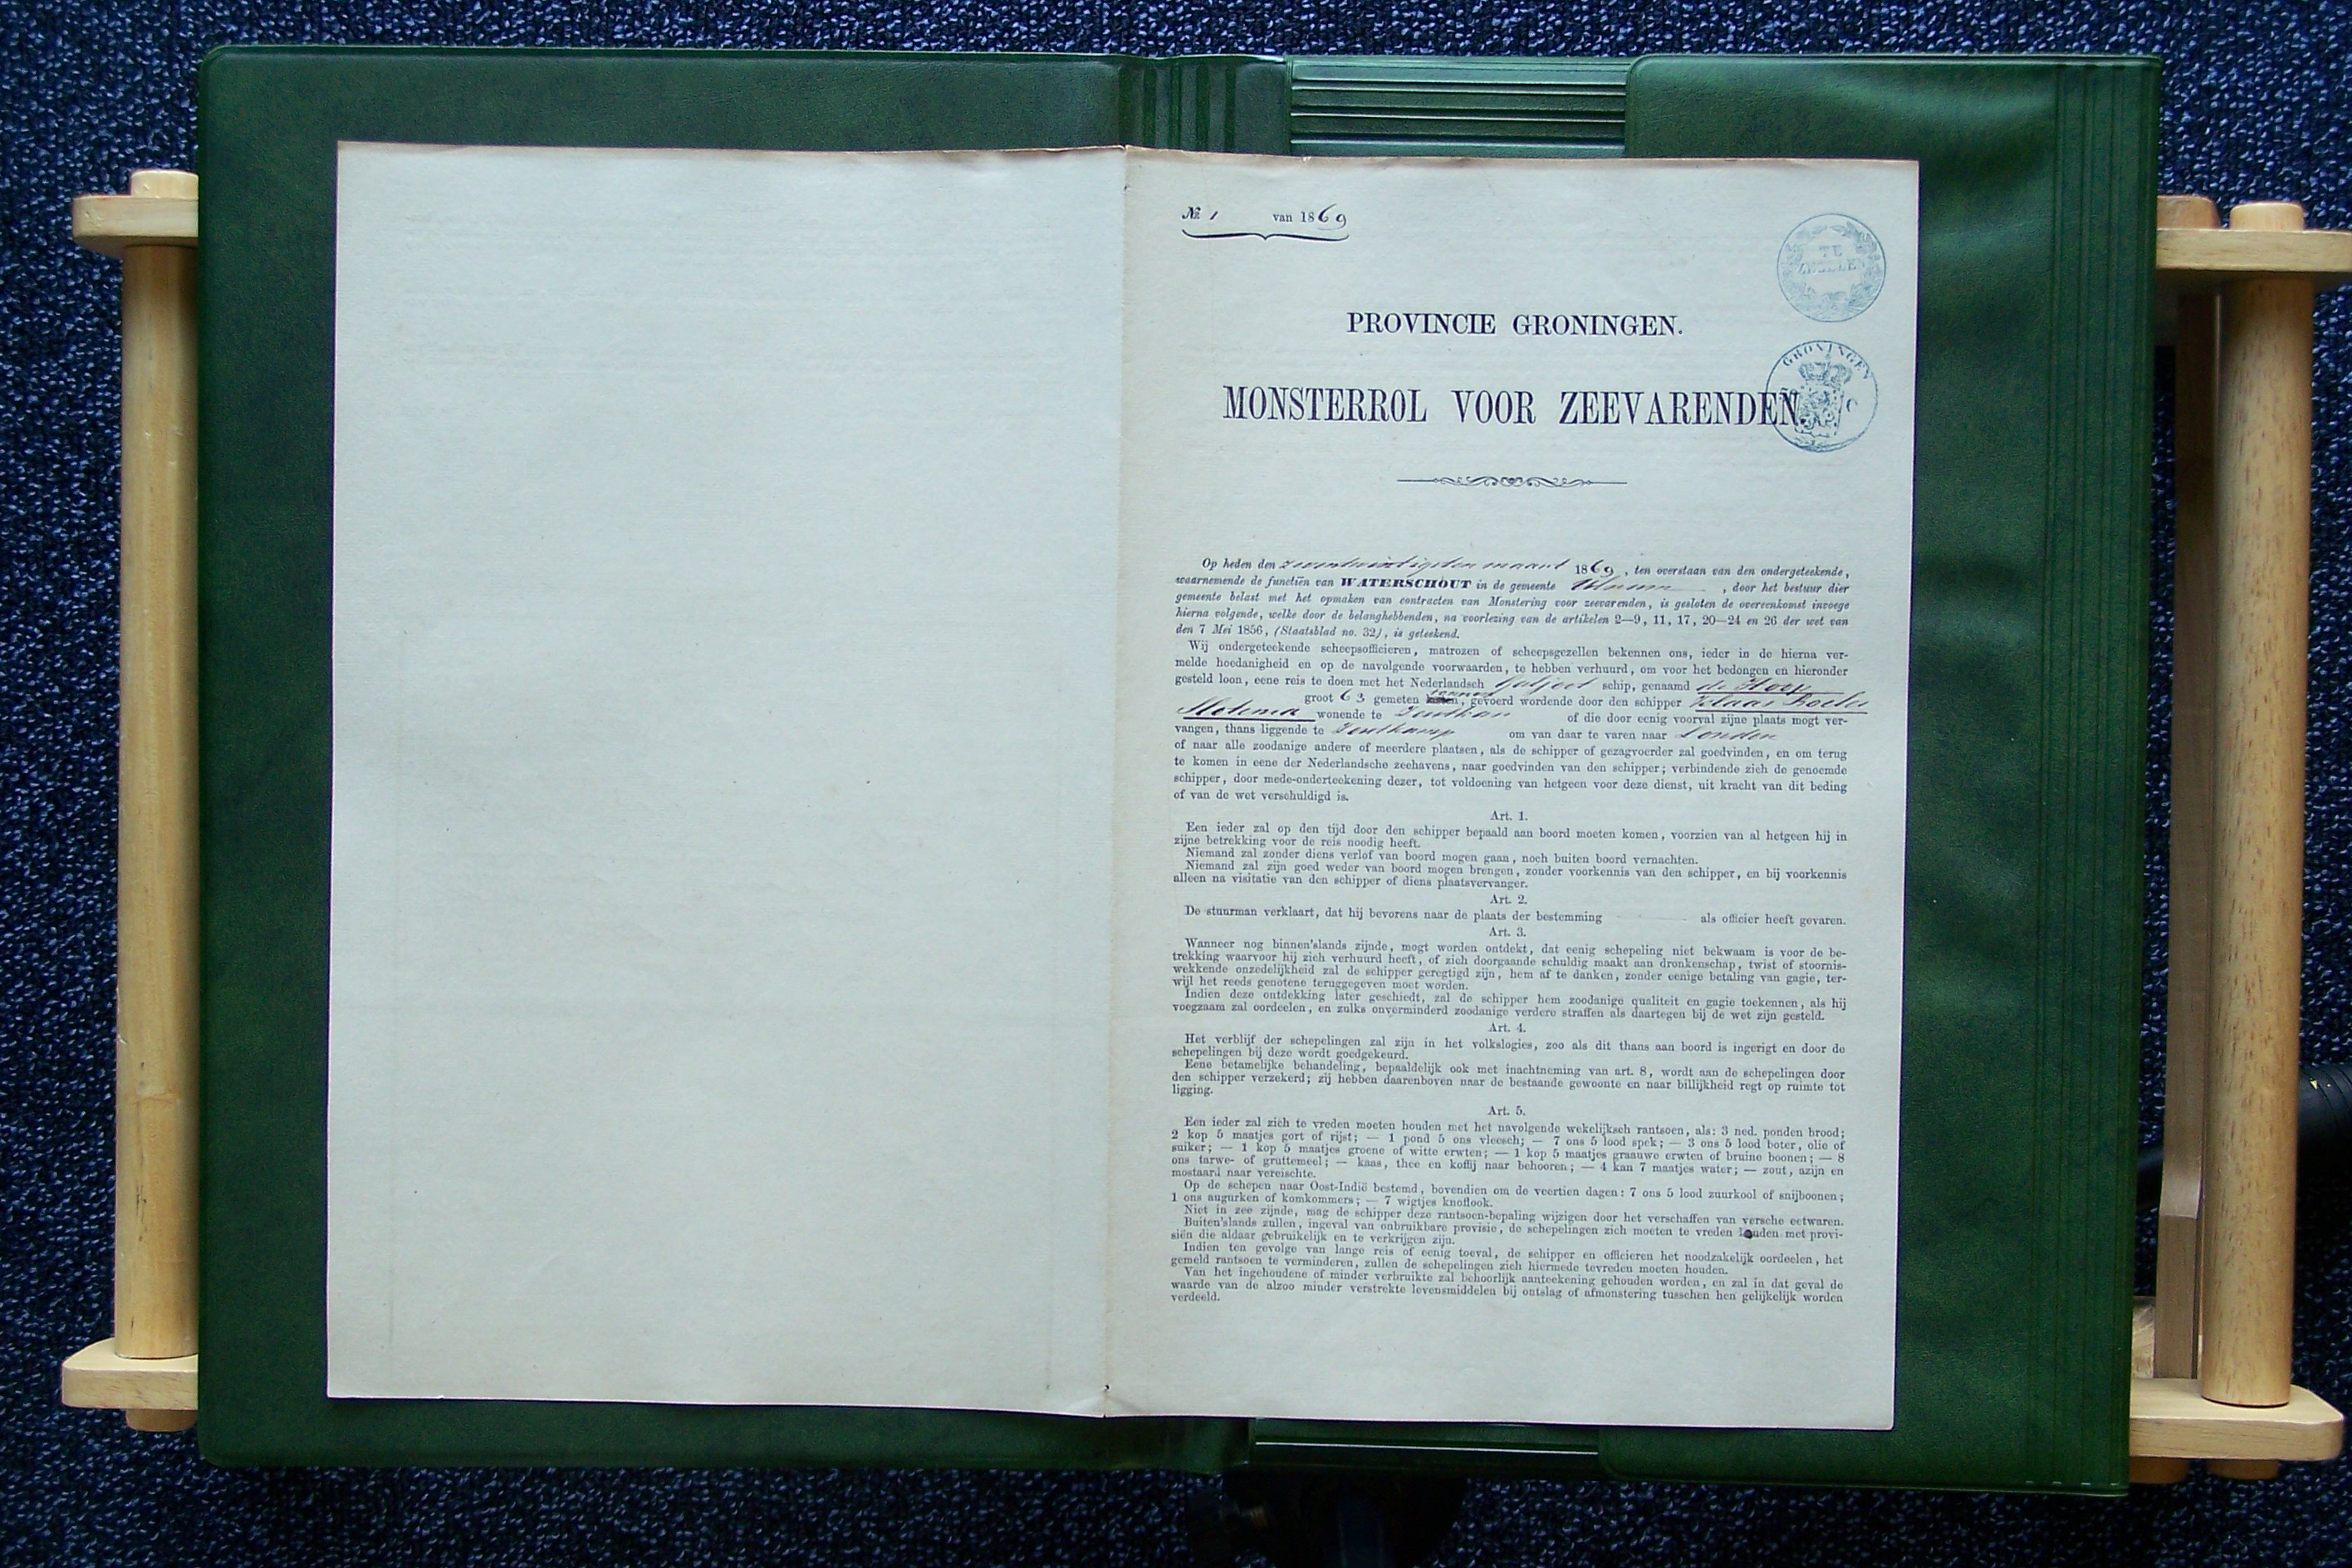 No. 1 van 1869
TE
GRONINGEN
C
PROVINCIE GRONINGEN.
MONSTERROL VOOR ZEEVARENDEN.
Op heden den zeventwintigsten maart 1869, ten overstaan van den ondergeteekende,
waarnemende de functiën van WATERSCHOUT in de gemeente Ulrum, door het bestuur dier
gemeente belast met het opmaken van contracten van Monstering voor zeevarenden, is gesloten de overeenkomst invoege
hierna volgende, welke door de belanghebbenden, na voorlezing van de artikelen 2—9, 11, 17, 20—24 en 26 der wet van
den 7 Mei 1856, (Staatsblad no. 32), is geteekend.
Wij ondergeteekende scheepsofficieren, matrozen of scheepsgezellen bekennen ons, ieder in de hierna ver-
melde hoedanigheid en op de navolgende voorwaarden, te hebben verhuurd, om voor het bedongen en hieronder
gesteld loon, eene reis te doen met het Nederlandsch schip, genaamd de Hoop
groot 63 gemeten tonnen, gevoerd wordende door den schipper Klaas
wonende te Zoutkamp of die door eenig voorval zijne plaats mogt ver-
vangen, thans liggende te Zoutkamp om van daar te varen naar Londen
of naar alle zoodanige andere of meerdere plaatsen, als de schipper of gezagvoerder zal goedvinden, en om terug
te komen in eene der Nederlandsche zeehavens, naar goedvinden van den schipper; verbindende zich de genoemde
schipper, door mede-onderteekening dezer, tot voldoening van hetgeen voor deze dienst, uit kracht van dit beding
of van de wet verschuldigd is.
Art. 1.
Een ieder zal op den tijd door den schipper bepaald aan boord moeten komen, voorzien van al hetgeen hij in
zijne betrekking voor de reis noodig heeft.
Niemand zal zonder diens verlof van boord mogen gaan, noch buiten boord vernachten.
Niemand zal zijn goed weder van boord mogen brengen, zonder voorkennis van den schipper, en bij voorkennis
alleen na visitatie van den schipper of diens plaatsvervanger.
Art. 2.
De stuurman verklaart, dat hij bevorens naar de plaats der bestemming als officier heeft gevaren.
Art. 3.
Wanneer nog binnen'slands zijnde, mogt worden ontdekt, dat eenig schepeling niet bekwaam is voor de be-
trekking waarvoor hij zich verhuurd heeft, of zich doorgaande schuldig maakt aan dronkenschap, twist of stoornis-
wekkende onzedelijkheid zal de schipper geregtigd zijn, hem af te danken, zonder eenige betaling van gagie, ter-
wijl het reeds genotene teruggegeven moet worden.
Indien deze ontdekking later geschiedt, zal de schipper hem zoodanige qualiteit en gagie toekennen, als hij
voegzaam zal oordeelen, en zulks onverminderd zoodanige verdere straffen als daartegen bij de wet zijn gesteld.
Art. 4.
Het verblijf der schepelingen zal zijn in het volkslogies, zoo als dit thans aan boord is ingerigt en door de
schepelingen bij deze wordt goedgekeurd.
Eene betamelijke behandeling, bepaaldelijk ook met inachtneming van art. 8, wordt aan de schepelingen door
den schipper verzekerd; zij hebben daarenboven naar de bestaande gewoonte en naar billijkheid regt op ruimte tot
ligging.
Art. 5.
Een ieder zal zich te vreden moeten houden met het navolgende wekelijksch rantsoen, als: 3 ned. ponden brood;
2 kop 5 maatjes gort of rijst; — 1 pond 5 ons vleesch; — 7 ons 5 lood spek; — 3 ons 5 lood boter, olie of
suiker; — 1 kop 5 maatjes groene of witte erwten; — 1 kop 5 maatjes graauwe erwten of bruine boonen; — 8
ons tarwe- of gruttemeel; — kaas, thee en koffij naar behooren; — 4 kan 7 maatjes water; — zout, azijn en
mostaard naar vereischte.
Op de schepen naar Oost-Indië bestemd, bovendien om de veertien dagen: 7 ons 5 lood zuurkool of snijboonen;
1 ons augurken of komkommers; — 7 wigtjes knoflook.
Niet in zee zijnde, mag de schipper deze rantsoen-bepaling wijzigen door het verschaffen van versche eetwaren.
Buiten'slands zullen, ingeval van onbruikbare provisie, de schepelingen zich moeten te vreden houden met provi-
siën die aldaar gebruikelijk en te verkrijgen zijn.
Indien ten gevolge van lange reis of eenig toeval, de schipper en officieren het noodzakelijk oordeelen, het
gemeld rantsoen te verminderen, zullen de schepelingen zich hiermede tevreden moeten houden.
Van het ingehoudene of minder verbruikte zal behoorlijk aanteekening gehouden worden, en zal in dat geval de
waarde van de alzoo minder verstrekte levensmiddelen bij ontslag of afmonstering tusschen hen gelijkelijk worden
verdeeld.